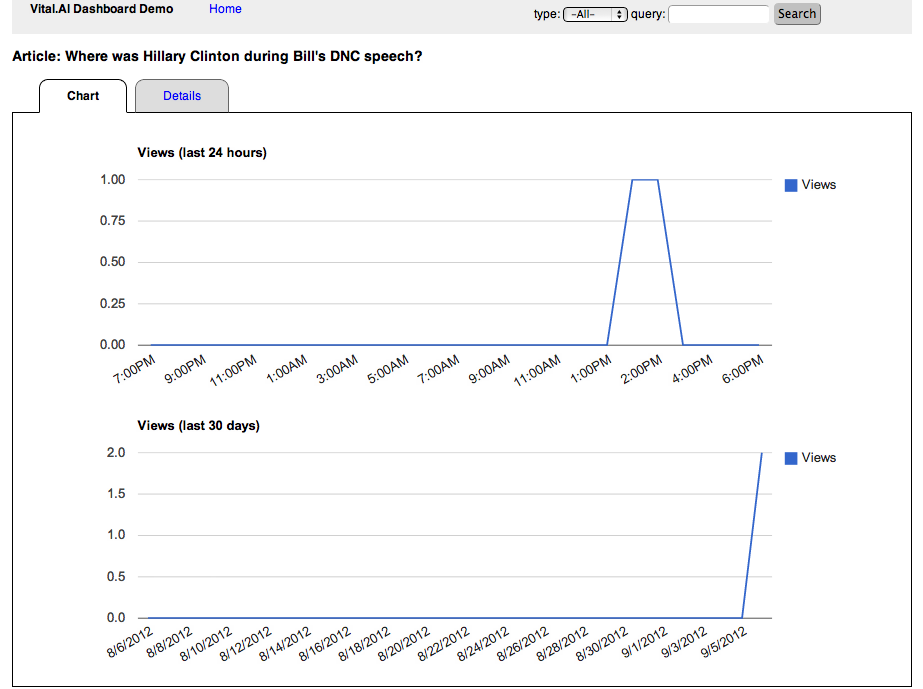 Vital.AI Dashboard Demo Home type: -All- query: Search
Article: Where was Hillary Clinton during Bill's DNC speech?
Chart Details
Views (last 24 hours)
1.00
0.75
0.50
0.25
0.00
Views
7:00PM 9:00PM 11:00PM 1:00AM 3:00AM 5:00AM 7:00AM 9:00AM 11:00AM 1:00PM 2:00PM 4:00PM 6:00PM
Views (last 30 days)
2.0
1.5
1.0
0.5
0.0
Views
8/6/2012 8/8/2012 8/10/2012 8/12/2012 8/14/2012 8/16/2012 8/18/2012 8/20/2012 8/22/2012 8/24/2012 8/26/2012 8/28/2012 8/30/2012 9/1/2012 9/3/2012 9/5/2012